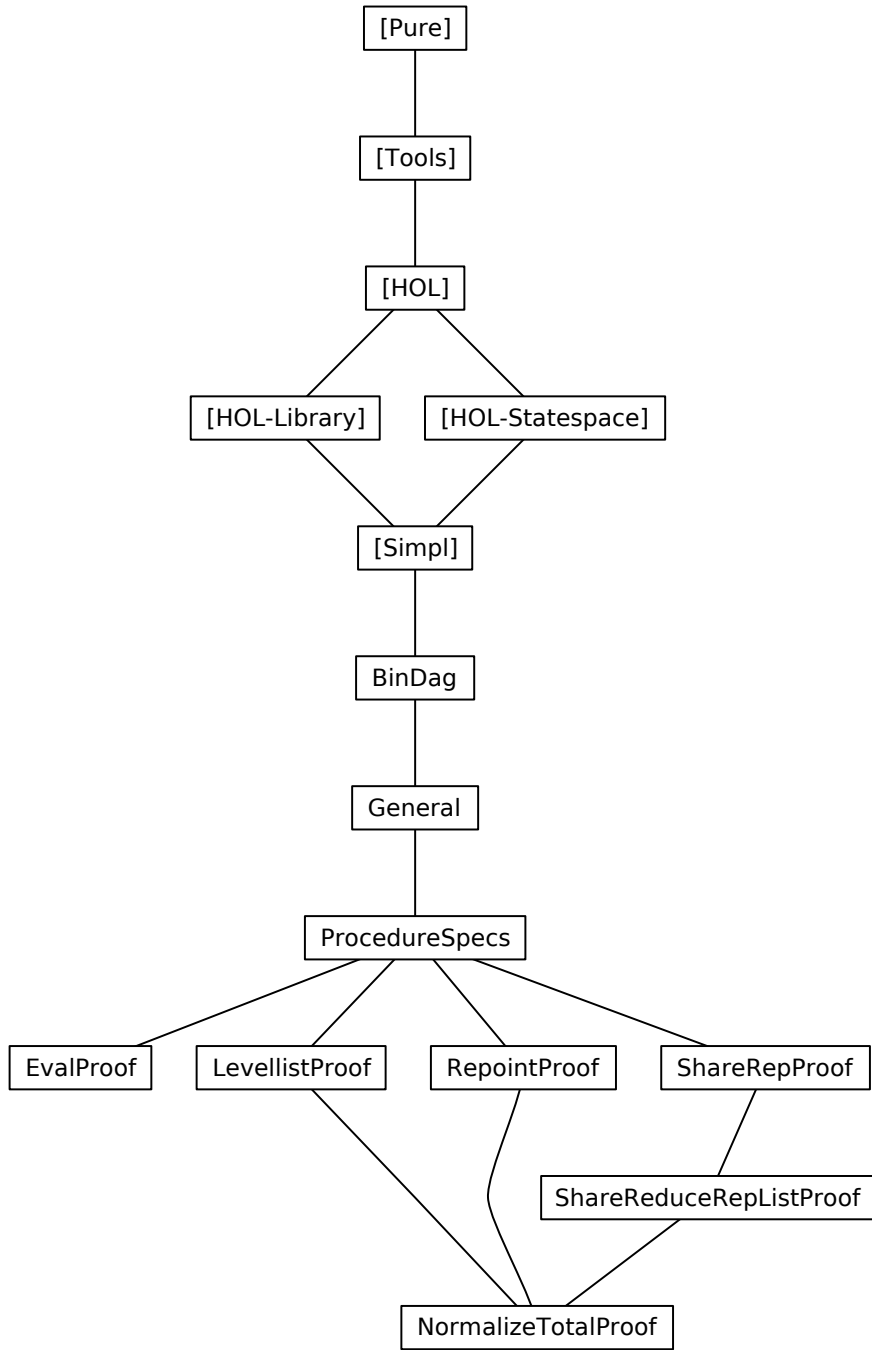 [Pure]
[Tools]
[HOL]
[HOL-Library]
[HOL-Statespace]
[Simpl]
BinDag
General
ProcedureSpecs
EvalProof
LevellistProof
RepointProof
ShareRepProof
ShareReduceRepListProof
NormalizeTotalProof